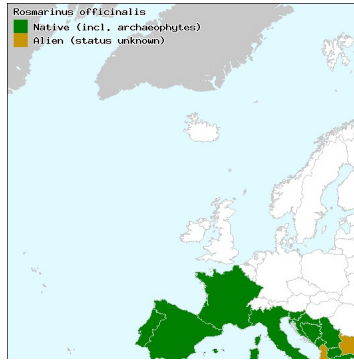 Rosmarinus officinalis
Native (incl. archaeophytes)
Alien (status unknown)